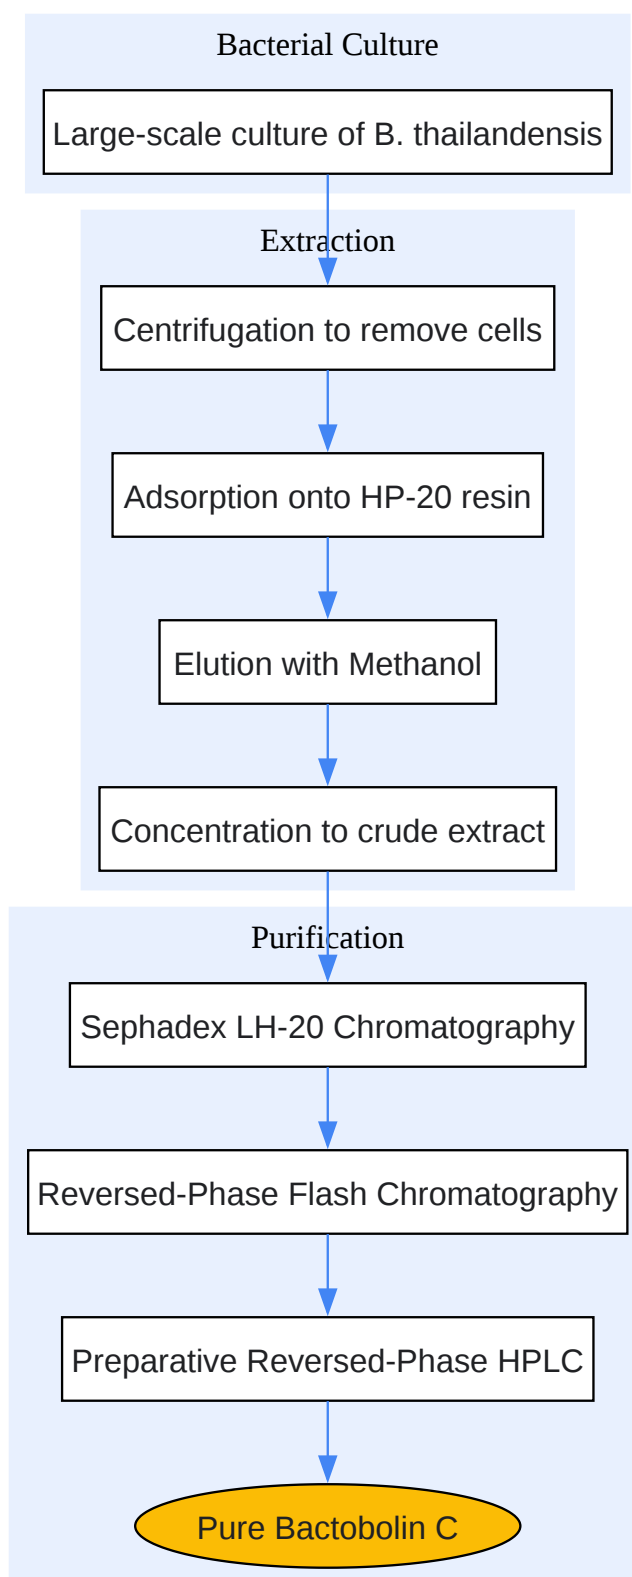 Bacterial Culture
Large-scale culture of B. thailandensis
Extraction
Centrifugation to remove cells
Adsorption onto HP-20 resin
Elution with Methanol
Concentration to crude extract
Purification
Sephadex LH-20 Chromatography
Reversed-Phase Flash Chromatography
Preparative Reversed-Phase HPLC
Pure Bactobolin C